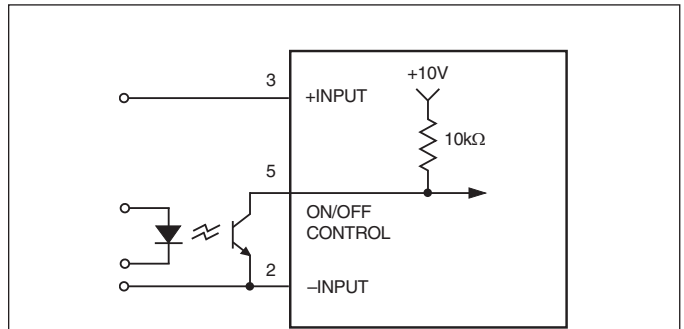 3
+INPUT
+10V
10kΩ
5
ON/OFF
CONTROL
2
–INPUT